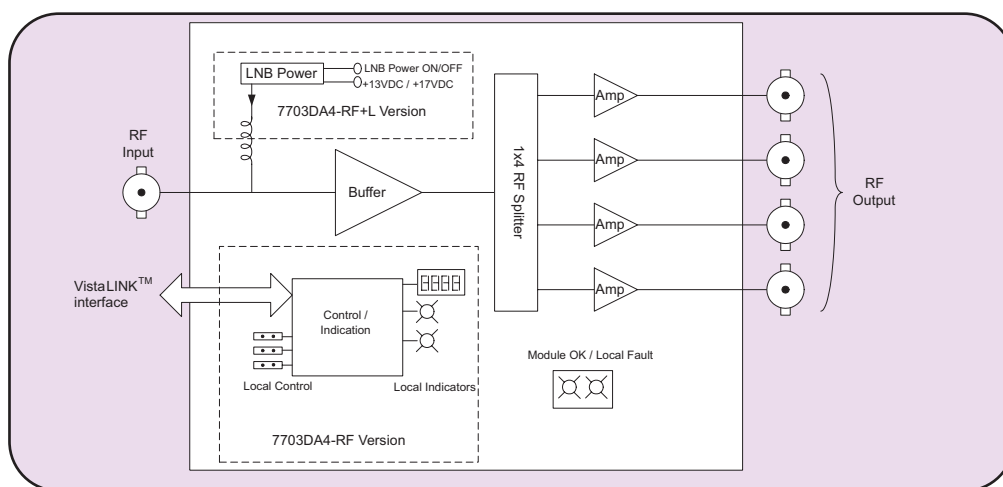 LNB Power
LNB Power ON/OFF
+13VDC / +17VDC
7703DA4-RF+L Version
RF
Input
Buffer
1x4 RF Splitter
Amp
Amp
Amp
Amp
RF
Output
VistaLINK™
interface
Control /
Indication
8888
Local Control
Local Indicators
7703DA4-RF Version
Module OK / Local Fault